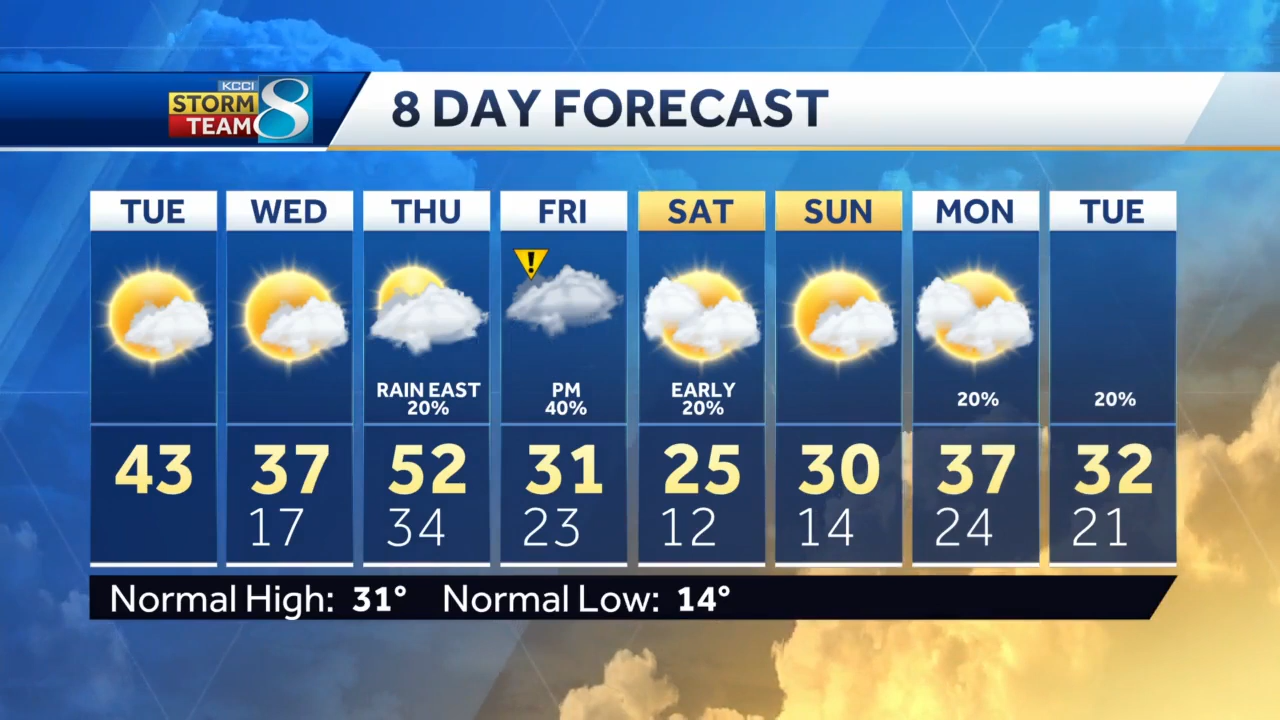 KCCI
STORM
TEAM 8
8 DAY FORECAST
TUE WED THU FRI SAT SUN MON TUE
!
RAIN EAST PM EARLY
20% 40% 20% 20% 20%
43 37 52 31 25 30 37 32
17 34 23 12 14 24 21
Normal High: 31° Normal Low: 14°